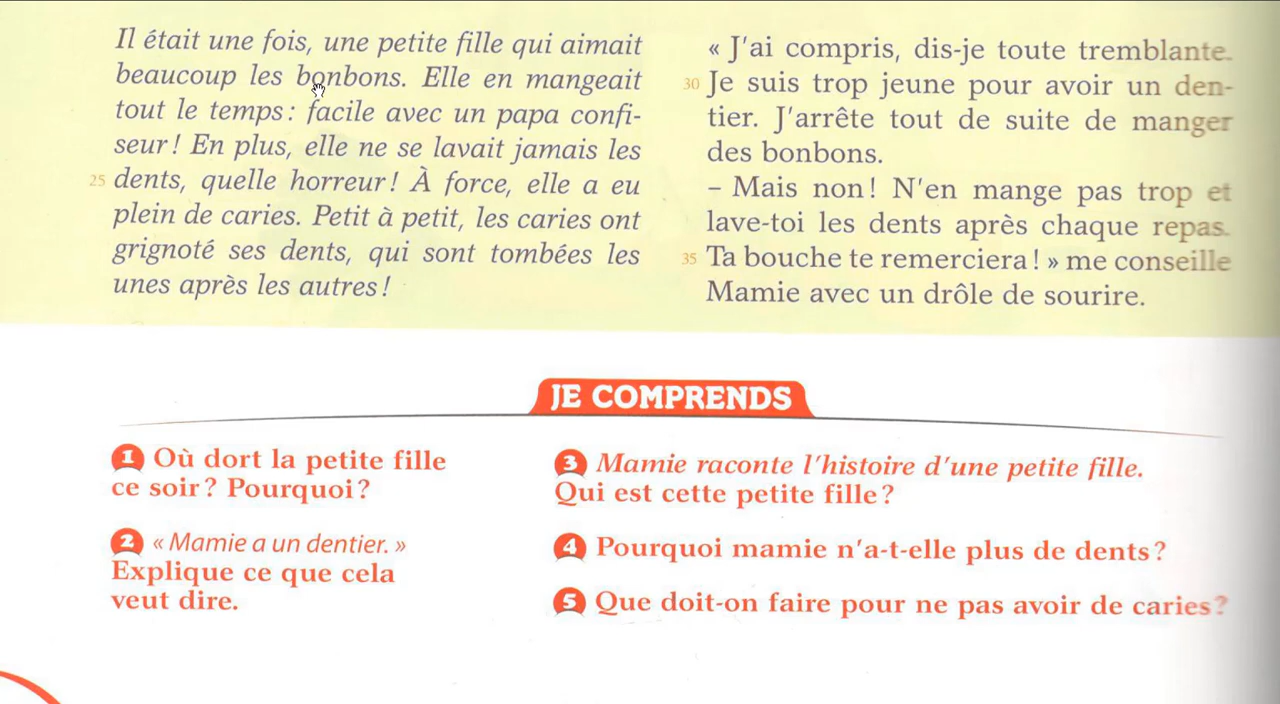 Il était une fois, une petite fille qui aimait
beaucoup les bonbons. Elle en mangeait
tout le temps : facile avec un papa confi-
seur ! En plus, elle ne se lavait jamais les
25 dents, quelle horreur ! À force, elle a eu
plein de caries. Petit à petit, les caries ont
grignoté ses dents, qui sont tombées les
unes après les autres !
« J'ai compris, dis-je toute tremblante.
30 Je suis trop jeune pour avoir un den-
tier. J'arrête tout de suite de manger
des bonbons.
– Mais non ! N'en mange pas trop et
lave-toi les dents après chaque repas.
35 Ta bouche te remerciera ! » me conseille
Mamie avec un drôle de sourire.
JE COMPRENDS
1 Où dort la petite fille
ce soir ? Pourquoi ?
2 « Mamie a un dentier. »
Explique ce que cela
veut dire.
3 Mamie raconte l'histoire d'une petite fille.
Qui est cette petite fille ?
4 Pourquoi mamie n'a-t-elle plus de dents ?
5 Que doit-on faire pour ne pas avoir de caries ?